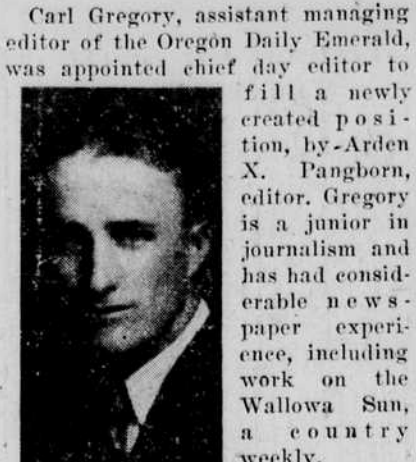 Carl Gregory, assistant managing
editor of the Oregon Daily Emerald,
was appointed chief day editor to
fill a newly
created posi-
tion, by Arden
X. Pangborn,
editor. Gregory
is a junior in
journalism and
has had consid-
erable news-
paper experi-
ence, including
work on the
Wallowa Sun,
a country
weekly.